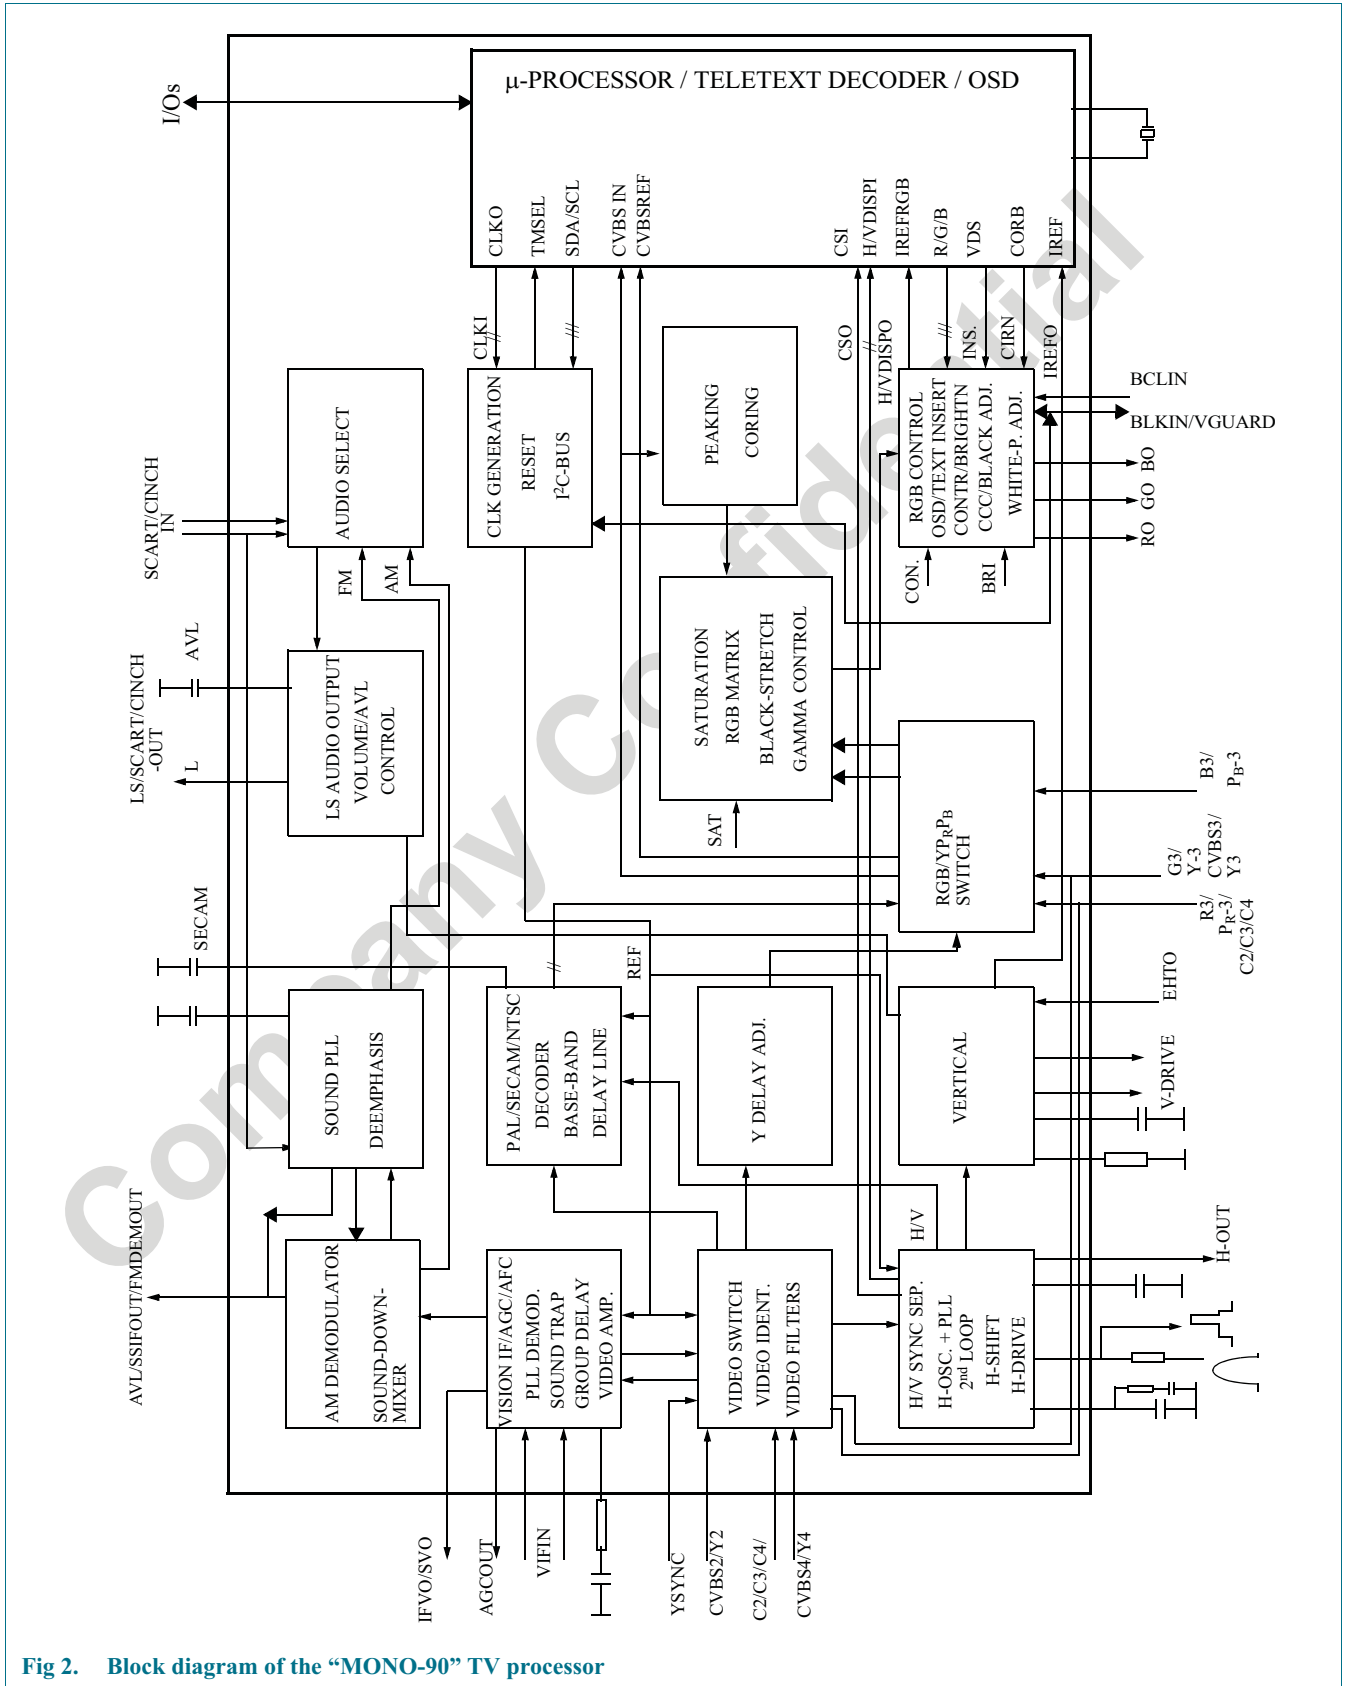 I/Os
μ-PROCESSOR / TELETEXT DECODER / OSD
CLKO
TMSEL
SDA/SCL
CVBS IN
CVBSREF
CSI
H/VDISPI
IREFRGB
R/G/B
VDS
CORB
IREF
CLKI
CSO
H/VDISPO
INS.
CIRN
IREFO
SCART/CINCH
IN
AUDIO SELECT
FM
AM
CLK GENERATION
RESET
I²C-BUS
PEAKING
CORING
RGB CONTROL
OSD/TEXT INSERT
CONTR/BRIGHTN
CCC/BLACK ADJ.
WHITE-P. ADJ.
BCLIN
BLKIN/VGUARD
BO
GO
RO
CON.
BRI
LS/SCART/CINCH
-OUT
AVL
L
LS AUDIO OUTPUT
VOLUME/AVL
CONTROL
SATURATION
RGB MATRIX
BLACK-STRETCH
GAMMA CONTROL
SAT
RGB/YPRPB
SWITCH
B3/
PB-3
G3/
Y-3
CVBS3/
Y3
R3/
PR-3/
C2/C3/C4
SECAM
SOUND PLL
DEEMPHASIS
PAL/SECAM/NTSC
DECODER
BASE-BAND
DELAY LINE
REF
Y DELAY ADJ.
VERTICAL
EHTO
V-DRIVE
AVL/SSIFOUT/FMDEMOUT
AM DEMODULATOR
SOUND-DOWN-
MIXER
VISION IF/AGC/AFC
PLL DEMOD.
SOUND TRAP
GROUP DELAY
VIDEO AMP.
VIDEO SWITCH
VIDEO IDENT.
VIDEO FILTERS
H/V
H/V SYNC SEP.
H-OSC. + PLL
2nd LOOP
H-SHIFT
H-DRIVE
H-OUT
IFVO/SVO
AGCOUT
VIFIN
YSYNC
CVBS2/Y2
C2/C3/C4/
CVBS4/Y4
Company Confidential
Fig 2. Block diagram of the “MONO-90” TV processor